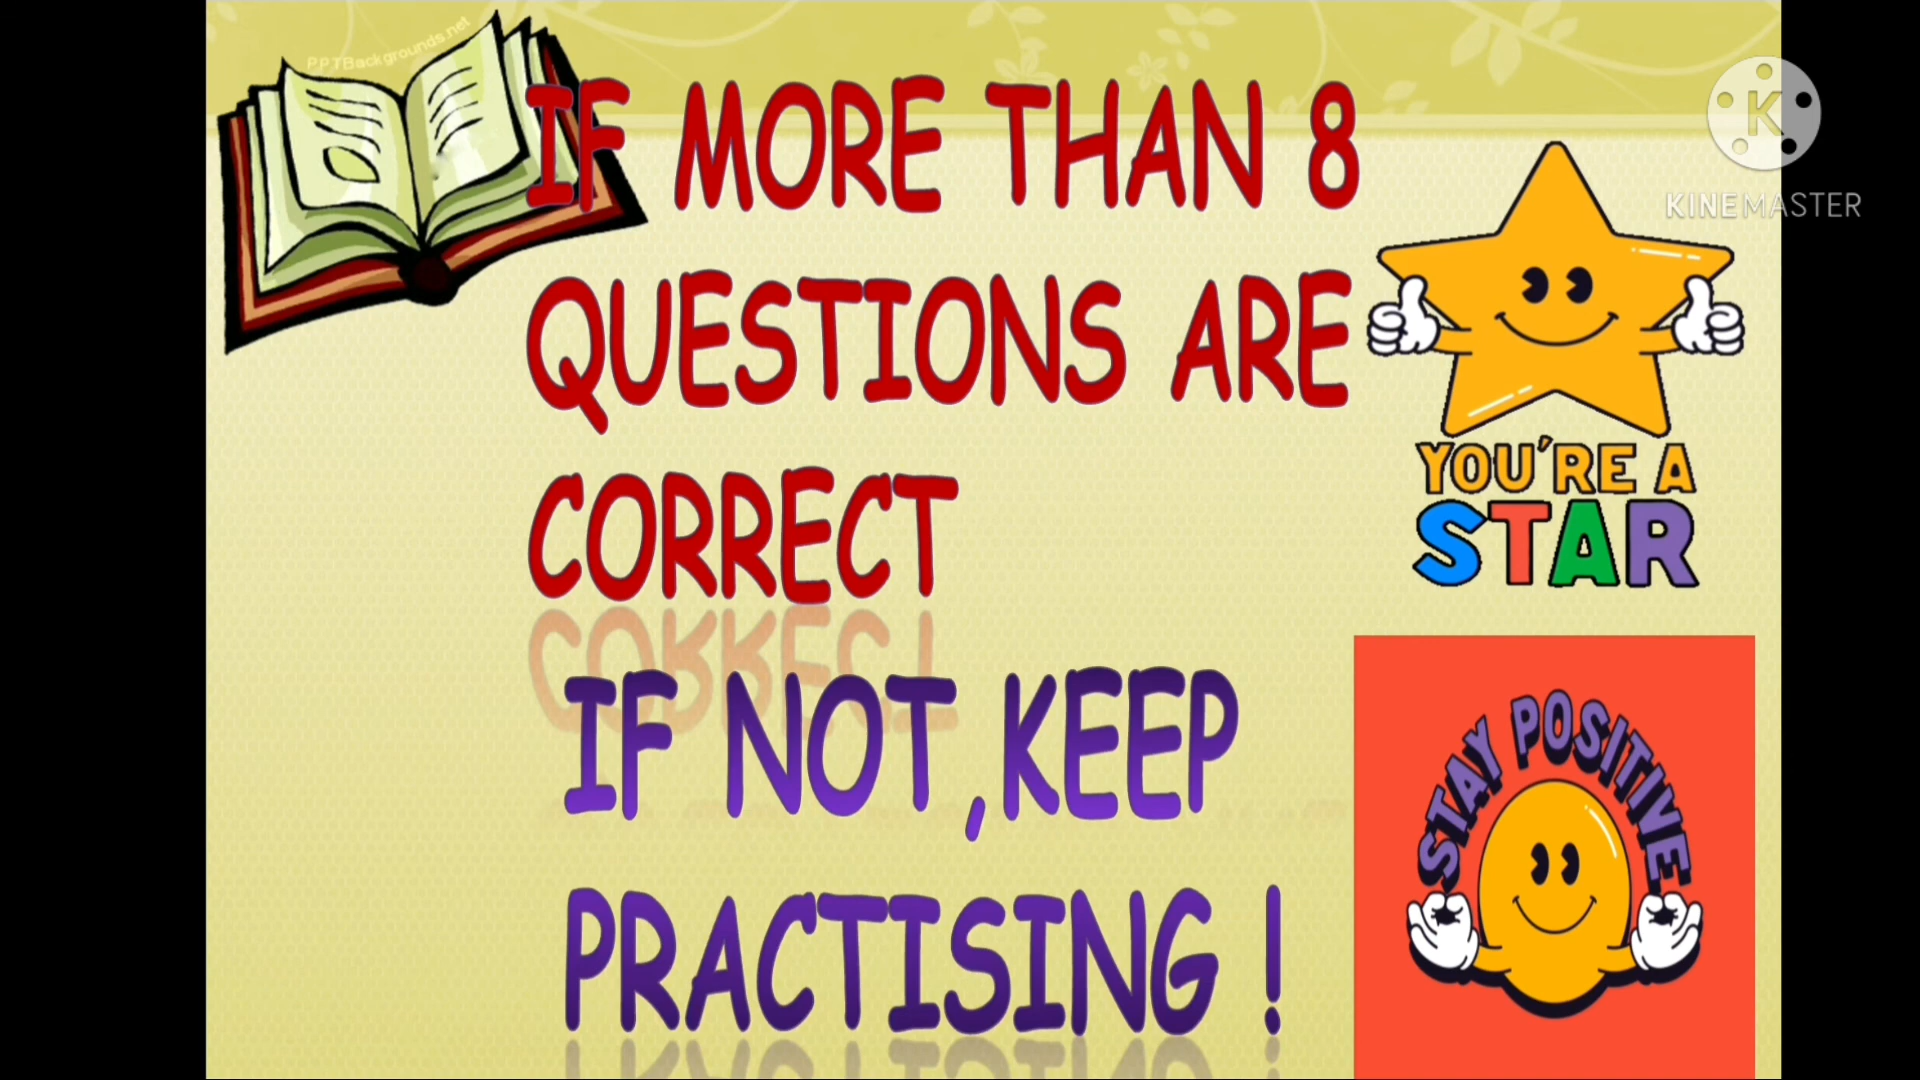 PPTBackgrounds.net
IF MORE THAN 8
QUESTIONS ARE
CORRECT
K
KINEMASTER
YOU'RE A
STAR
IF NOT ,KEEP
PRACTISING !
STAY POSITIVE